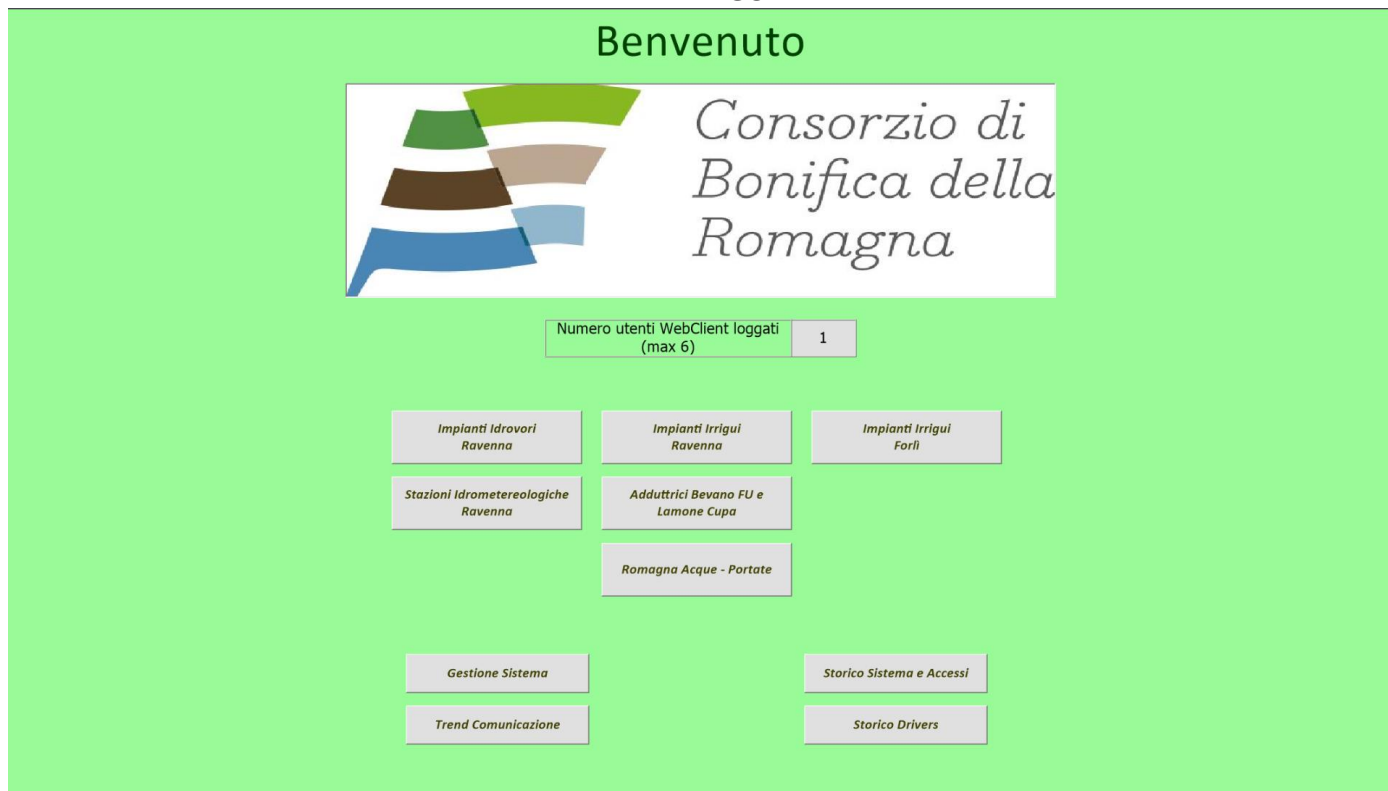 Benvenuto
Consorzio di
Bonifica della
Romagna
Numero utenti WebClient loggati
(max 6)
1
Impianti Idrovori
Ravenna
Impianti Irrigui
Ravenna
Impianti Irrigui
Forlì
Stazioni Idrometereologiche
Ravenna
Adduttrici Bevano FU e
Lamone Cupa
Romagna Acque - Portate
Gestione Sistema
Storico Sistema e Accessi
Trend Comunicazione
Storico Drivers